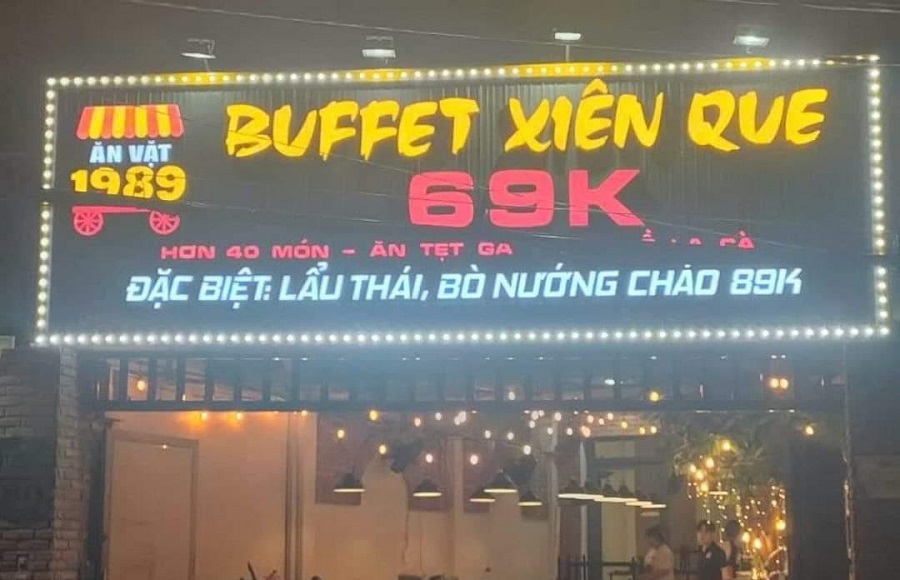 BUFFET XIÊN QUE
ĂN VẶT
1989
69K
HƠN 40 MÓN - ĂN TẸT GA
ĐẶC BIỆT: LẨU THÁI, BÒ NƯỚNG CHẢO 89K